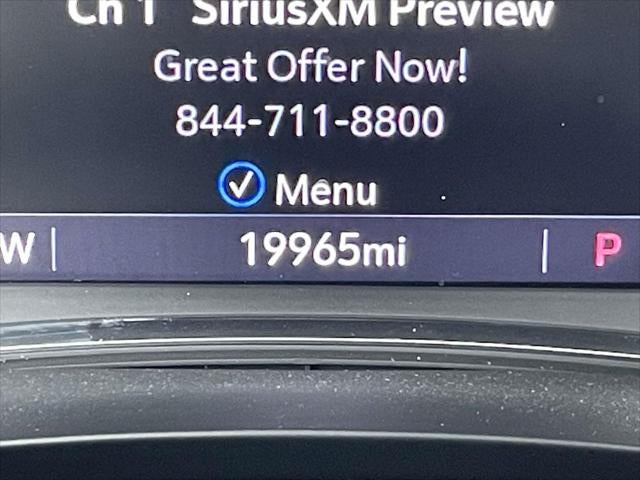 Ch 1 SiriusXM Preview
Great Offer Now!
844-711-8800
Menu
W 19965mi P